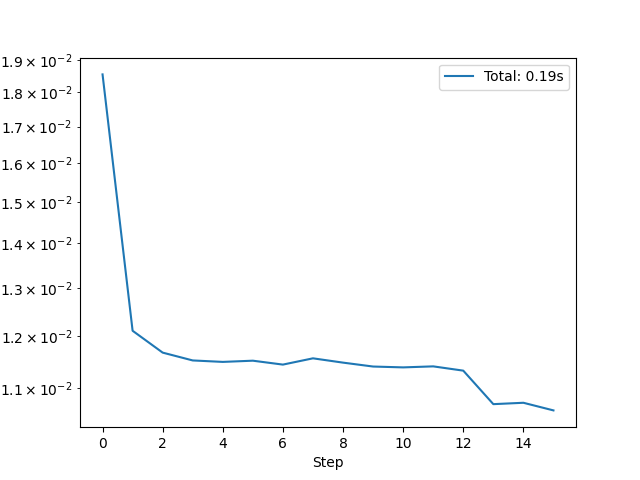 Total: 0.19s
1.9 × 10⁻²
1.8 × 10⁻²
1.7 × 10⁻²
1.6 × 10⁻²
1.5 × 10⁻²
1.4 × 10⁻²
1.3 × 10⁻²
1.2 × 10⁻²
1.1 × 10⁻²
0 2 4 6 8 10 12 14
Step